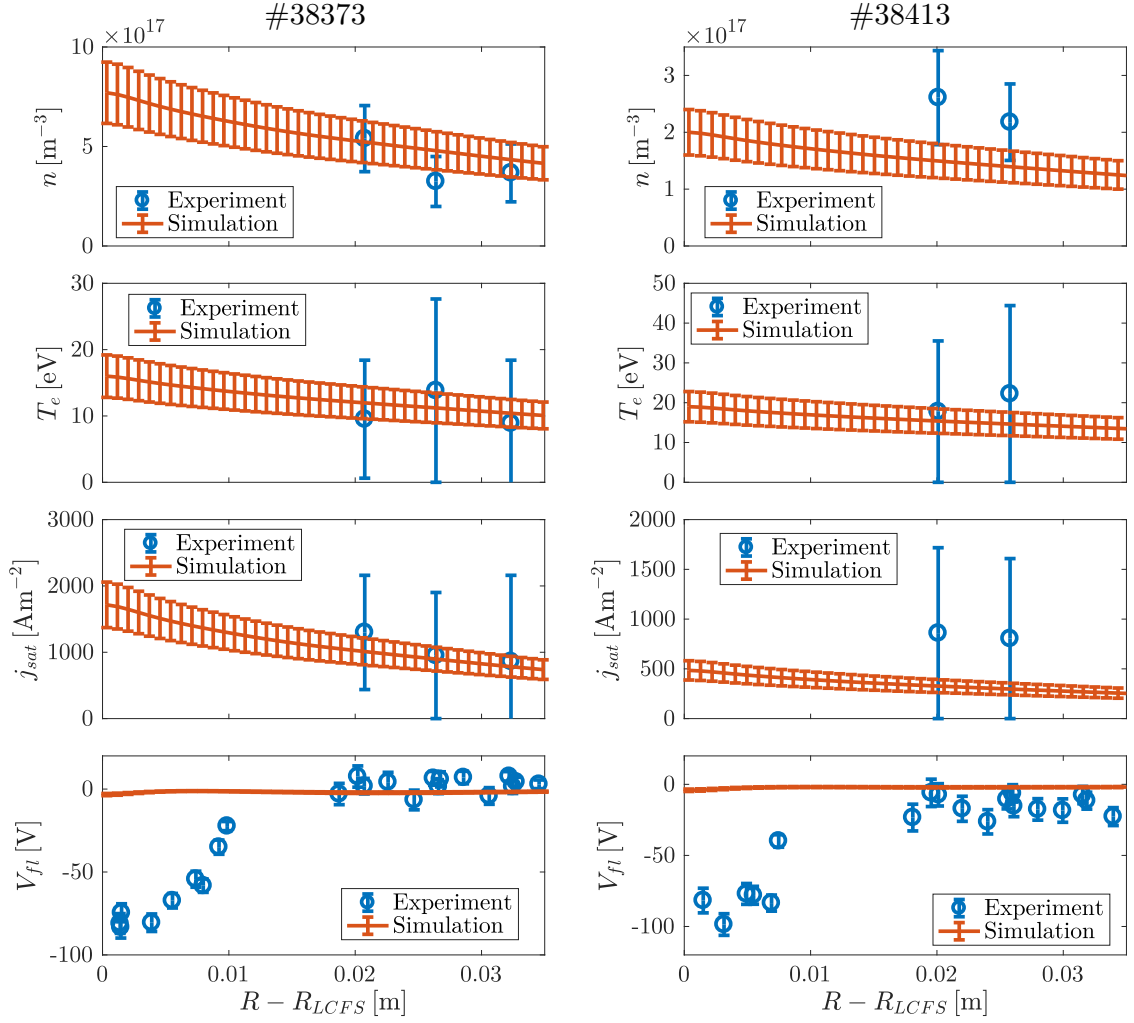 #38373
×10^17
10
5
0
n [m^−3]
Experiment
Simulation
30
20
10
0
T_e [eV]
Experiment
Simulation
3000
2000
1000
0
j_sat [Am^−2]
Experiment
Simulation
0
-50
-100
V_fl [V]
Experiment
Simulation
0
0.01
0.02
0.03
R − R_LCFS [m]
#38413
×10^17
3
2
1
0
n [m^−3]
Experiment
Simulation
50
40
30
20
10
0
T_e [eV]
Experiment
Simulation
2000
1500
1000
500
0
j_sat [Am^−2]
Experiment
Simulation
0
-50
-100
V_fl [V]
Experiment
Simulation
0
0.01
0.02
0.03
R − R_LCFS [m]